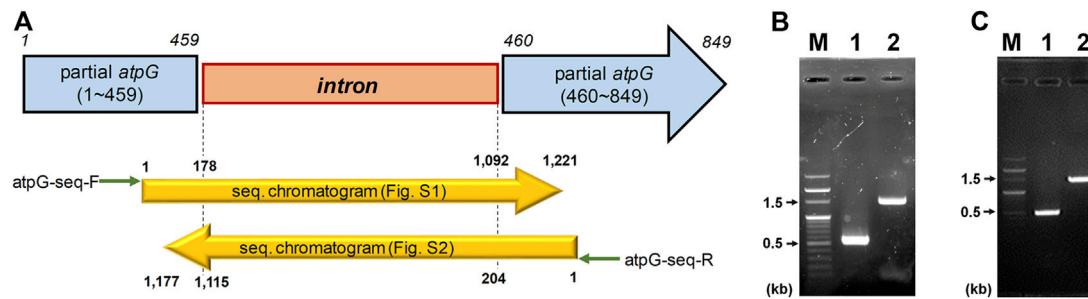 A
1
459
460
849
partial atpG
(1~459)
intron
partial atpG
(460~849)
1
178
1,092
1,221
atpG-seq-F
seq. chromatogram (Fig. S1)
seq. chromatogram (Fig. S2)
atpG-seq-R
1,177
1,115
204
1
B
M 1 2
1.5
0.5
(kb)
C
M 1 2
1.5
0.5
(kb)